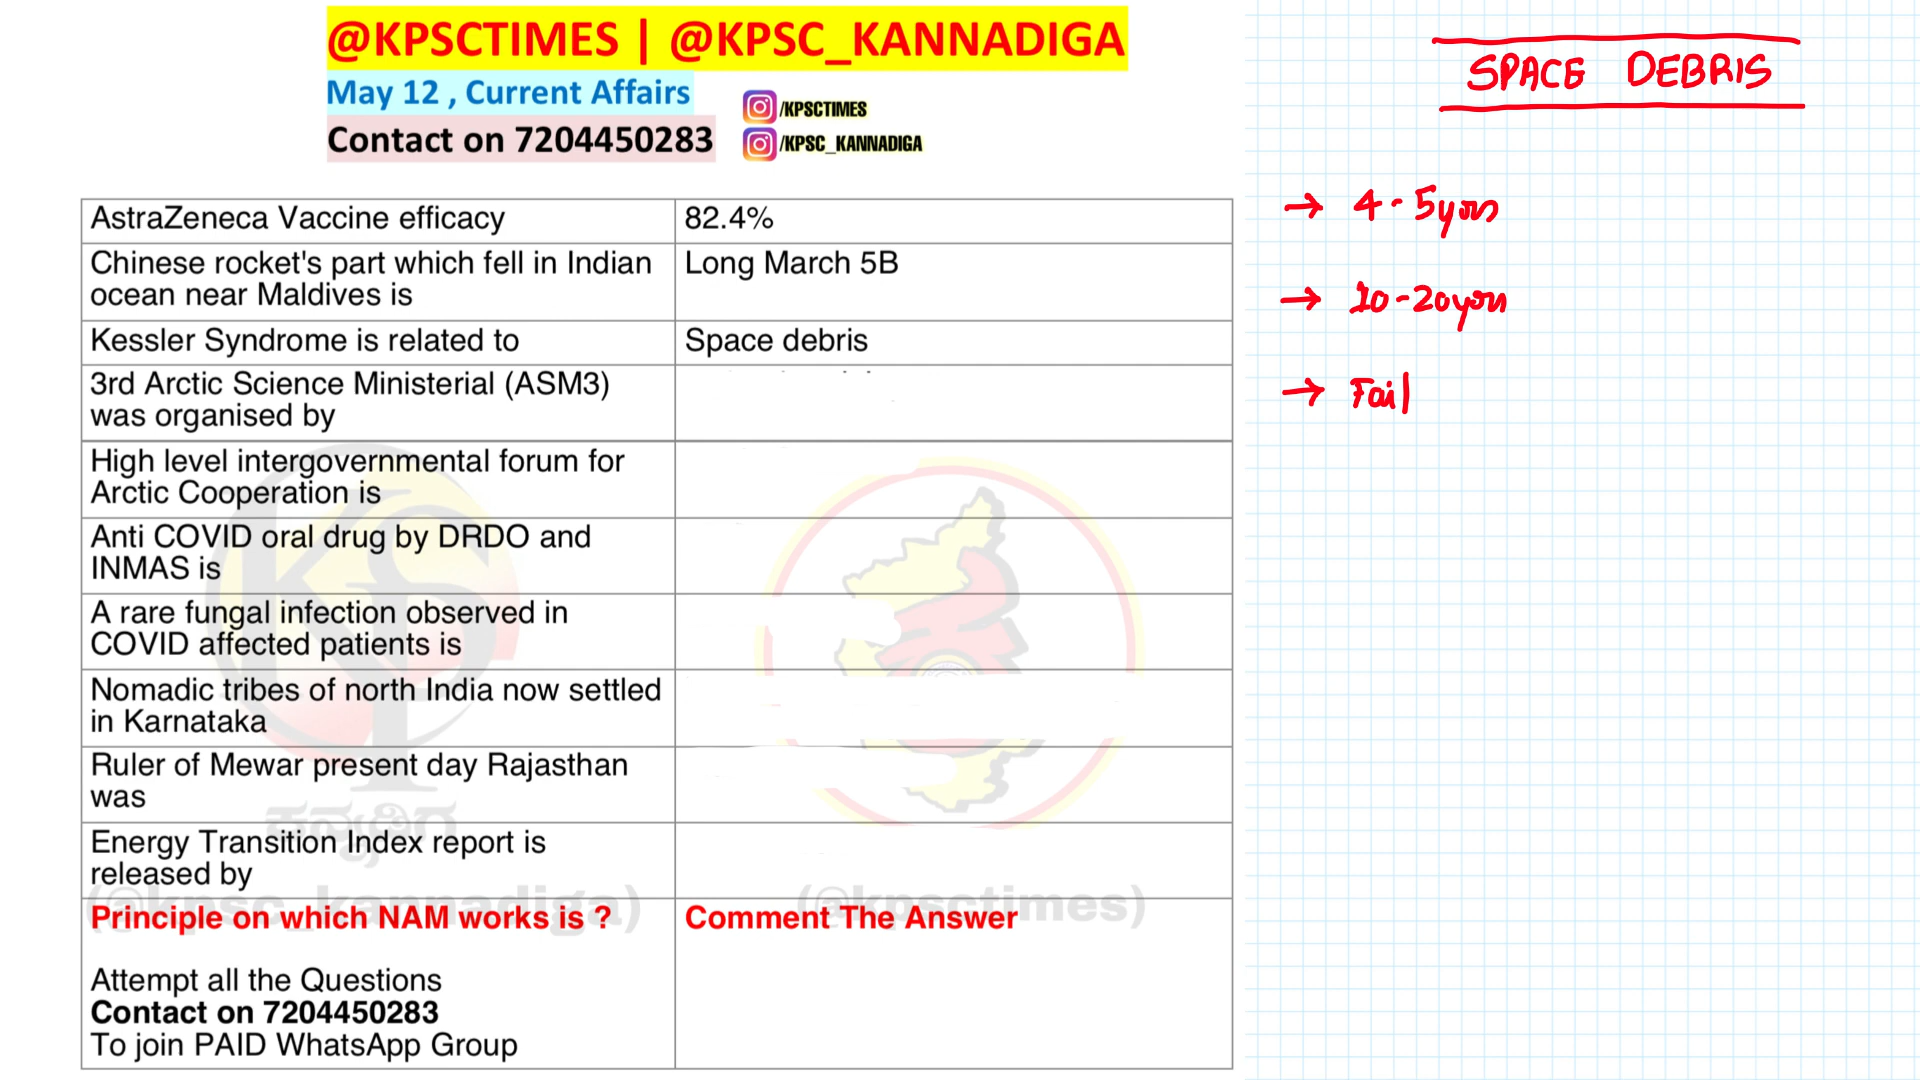 @KPSCTIMES | @KPSC_KANNADIGA
May 12 , Current Affairs
Contact on 7204450283
/KPSCTIMES
/KPSC_KANNADIGA
AstraZeneca Vaccine efficacy
82.4%
Chinese rocket's part which fell in Indian
ocean near Maldives is
Long March 5B
Kessler Syndrome is related to
Space debris
3rd Arctic Science Ministerial (ASM3)
was organised by
High level intergovernmental forum for
Arctic Cooperation is
Anti COVID oral drug by DRDO and
INMAS is
A rare fungal infection observed in
COVID affected patients is
Nomadic tribes of north India now settled
in Karnataka
Ruler of Mewar present day Rajasthan
was
Energy Transition Index report is
released by
Principle on which NAM works is ?
Comment The Answer
Attempt all the Questions
Contact on 7204450283
To join PAID WhatsApp Group
KS
ಕನ್ನಡಿಗ
(@kpsc_kannadiga)
(@kpsctimes)
SPACE DEBRIS
→ 4-5yrs
→ 10-20yrs
→ Fail